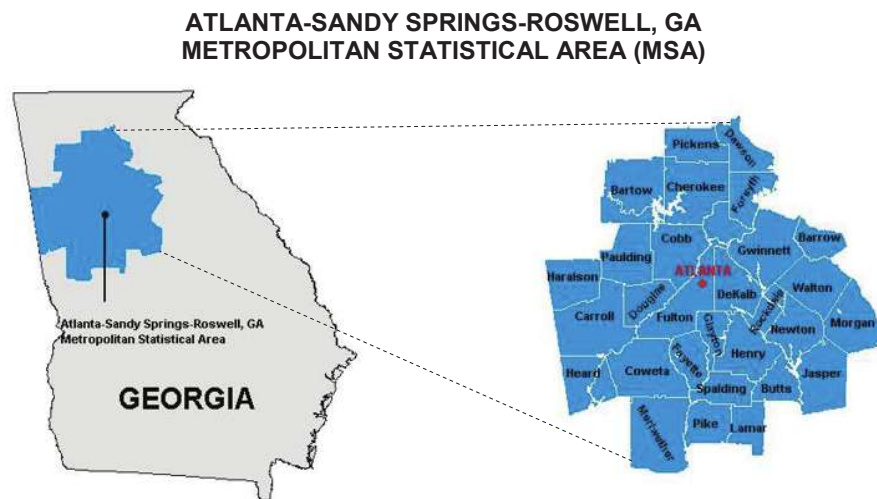 ATLANTA-SANDY SPRINGS-ROSWELL, GA
METROPOLITAN STATISTICAL AREA (MSA)
Atlanta-Sandy Springs-Roswell, GA
Metropolitan Statistical Area
GEORGIA
Pickens
Dawson
Bartow
Cherokee
Forsyth
Cobb
Gwinnett
Barrow
Paulding
Haralson
ATLANTA
DeKalb
Walton
Douglas
Rockdale
Carroll
Fulton
Clayton
Newton
Morgan
Fayette
Henry
Heard
Coweta
Spalding
Butts
Jasper
Meriwether
Pike
Lamar